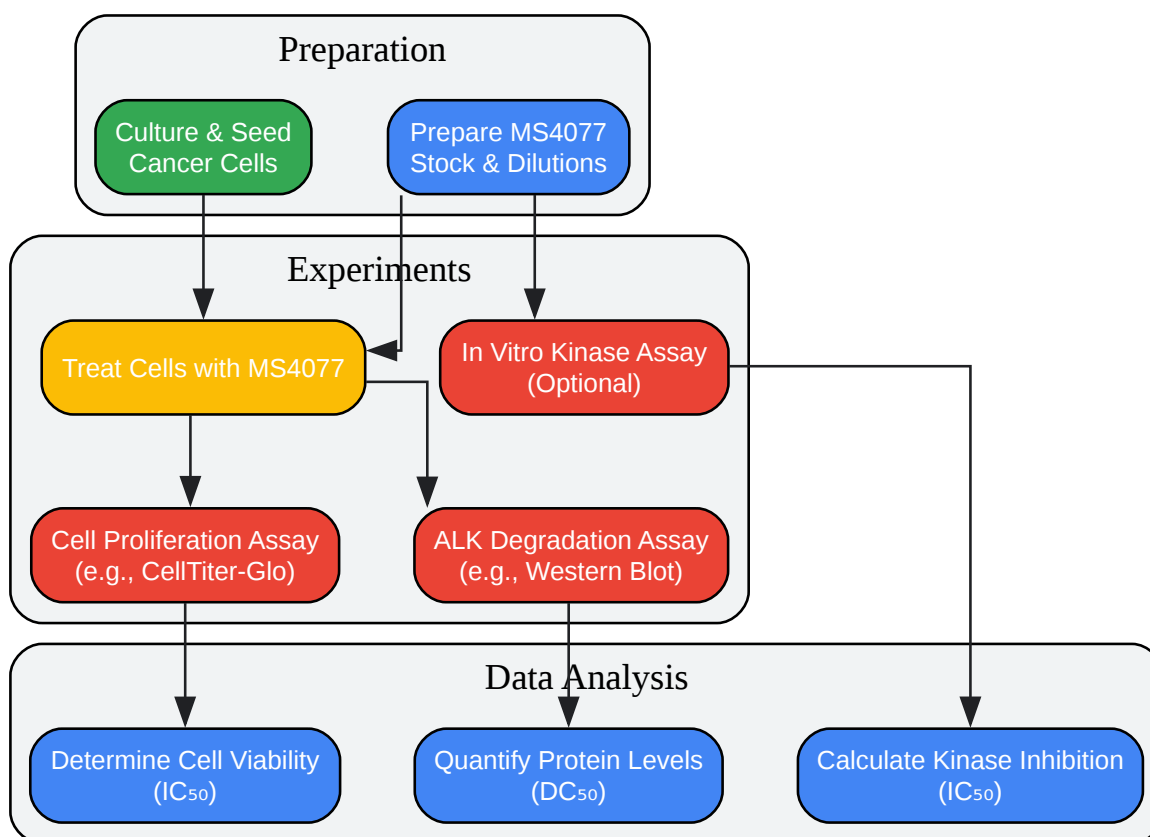 Preparation
Culture & Seed
Cancer Cells
Prepare MS4077
Stock & Dilutions
Experiments
Treat Cells with MS4077
In Vitro Kinase Assay
(Optional)
Cell Proliferation Assay
(e.g., CellTiter-Glo)
ALK Degradation Assay
(e.g., Western Blot)
Data Analysis
Determine Cell Viability
(IC₅₀)
Quantify Protein Levels
(DC₅₀)
Calculate Kinase Inhibition
(IC₅₀)